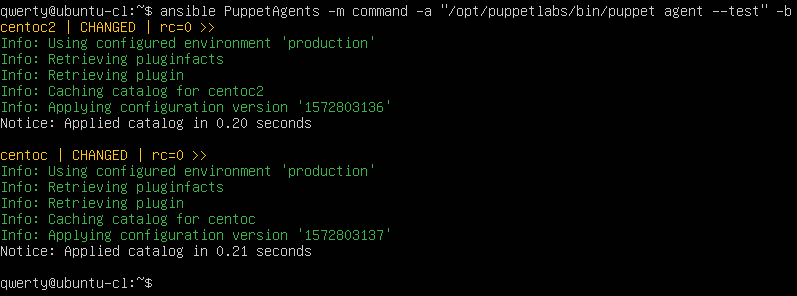 qwerty@ubuntu-cl:~$ ansible PuppetAgents -m command -a "/opt/puppetlabs/bin/puppet agent --test" -b
centoc2 | CHANGED | rc=0 >>
Info: Using configured environment 'production'
Info: Retrieving pluginfacts
Info: Retrieving plugin
Info: Caching catalog for centoc2
Info: Applying configuration version '1572803136'
Notice: Applied catalog in 0.20 seconds
centoc | CHANGED | rc=0 >>
Info: Using configured environment 'production'
Info: Retrieving pluginfacts
Info: Retrieving plugin
Info: Caching catalog for centoc
Info: Applying configuration version '1572803137'
Notice: Applied catalog in 0.21 seconds
qwerty@ubuntu-cl:~$